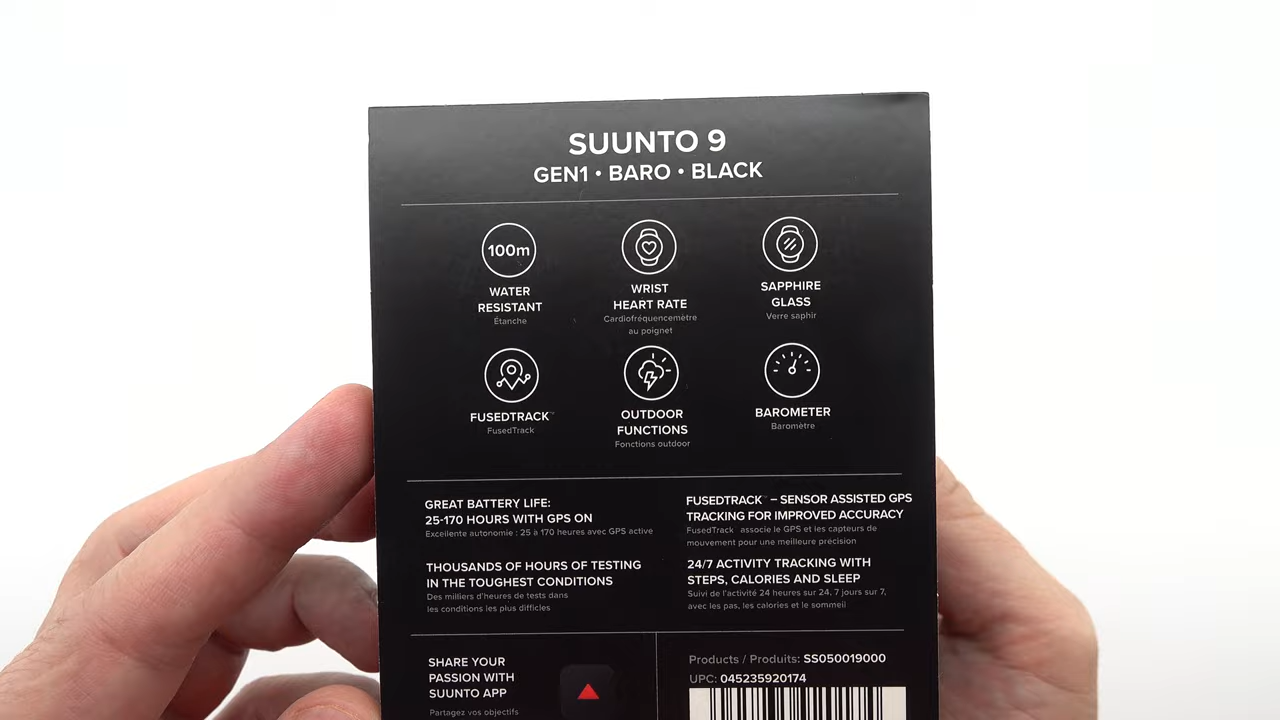 SUUNTO 9
GEN1 • BARO • BLACK
100m
WATER
RESISTANT
Étanche
WRIST
HEART RATE
Cardiofréquencemètre
au poignet
SAPPHIRE
GLASS
Verre saphir
FUSEDTRACK™
FusedTrack
OUTDOOR
FUNCTIONS
Fonctions outdoor
BAROMETER
Baromètre
GREAT BATTERY LIFE:
25-170 HOURS WITH GPS ON
Excellente autonomie : 25 à 170 heures avec GPS active
THOUSANDS OF HOURS OF TESTING
IN THE TOUGHEST CONDITIONS
Des milliers d'heures de tests dans
les conditions les plus difficiles
FUSEDTRACK™ – SENSOR ASSISTED GPS
TRACKING FOR IMPROVED ACCURACY
FusedTrack™ associe le GPS et les capteurs de
mouvement pour une meilleure précision
24/7 ACTIVITY TRACKING WITH
STEPS, CALORIES AND SLEEP
Suivi de l'activité 24 heures sur 24, 7 jours sur 7,
avec les pas, les calories et le sommeil
SHARE YOUR
PASSION WITH
SUUNTO APP
Partagez vos objectifs
Products / Produits: SS050019000
UPC: 045235920174